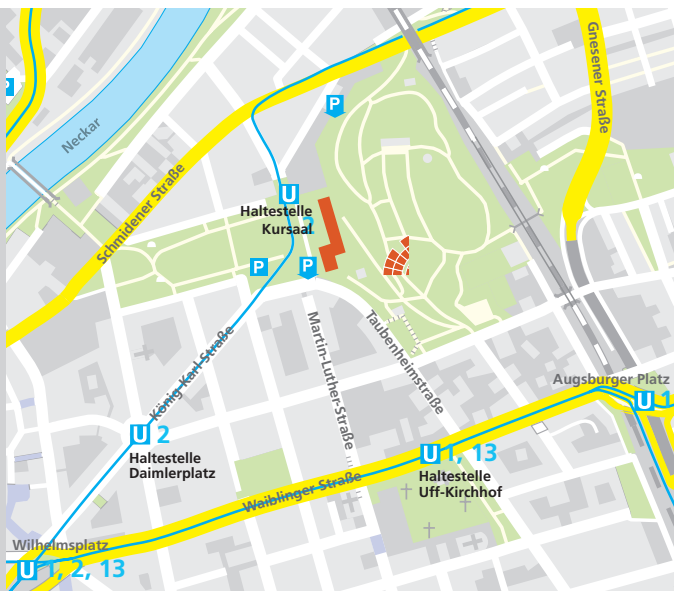 Gnesener Straße
P
P
Neckar
Schmidener Straße
U
2
Haltestelle
Kursaal
P
P
König-Karl-Straße
Martin-Luther-Straße
Taubenheimstraße
Augsburger Platz
U 1
U 2
Haltestelle
Daimlerplatz
U 1, 13
Haltestelle
Uff-Kirchhof
Waiblinger Straße
Wilhelmsplatz
U 1, 2, 13